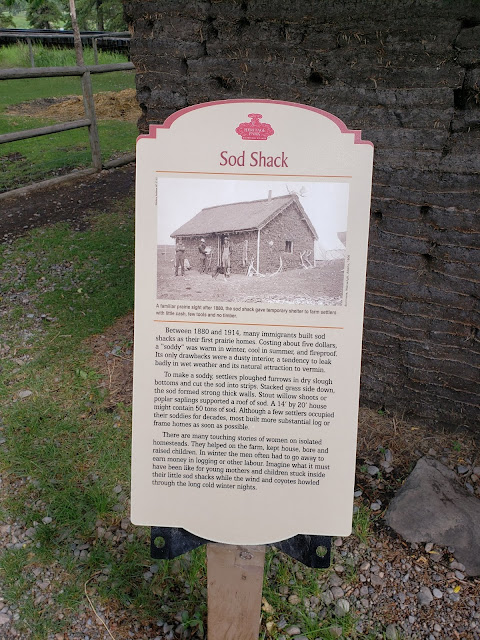 HERITAGE
PARK
Sod Shack
A familiar prairie sight after 1880, the sod shack gave temporary shelter to farm settlers
with little cash, few tools and no timber.
Between 1880 and 1914, many immigrants built sod
shacks as their first prairie homes. Costing about five dollars,
a "soddy" was warm in winter, cool in summer, and fireproof.
Its only drawbacks were a dusty interior, a tendency to leak
badly in wet weather and its natural attraction to vermin.
To make a soddy, settlers ploughed furrows in dry slough
bottoms and cut the sod into strips. Stacked grass side down,
the sod formed strong thick walls. Stout willow shoots or
poplar saplings supported a roof of sod. A 14' by 20' house
might contain 50 tons of sod. Although a few settlers occupied
their soddies for decades, most built more substantial log or
frame homes as soon as possible.
There are many touching stories of women on isolated
homesteads. They helped on the farm, kept house, bore and
raised children. In winter the men often had to go away to
earn money in logging or other labour. Imagine what it must
have been like for young mothers and children stuck inside
their little sod shacks while the wind and coyotes howled
through the long cold winter nights.